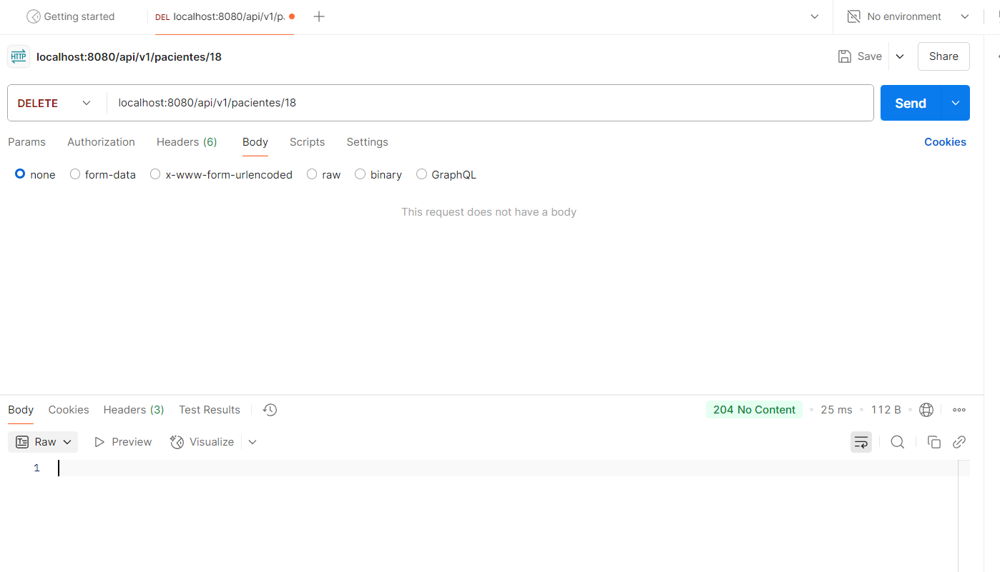 Getting started
DEL localhost:8080/api/v1/p.
No environment
HTTP localhost:8080/api/v1/pacientes/18
Save
Share
DELETE
localhost:8080/api/v1/pacientes/18
Send
Params Authorization Headers (6) Body Scripts Settings
Cookies
none form-data x-www-form-urlencoded raw binary GraphQL
This request does not have a body
Body Cookies Headers (3) Test Results
204 No Content 25 ms 112 B
Raw Preview Visualize
1